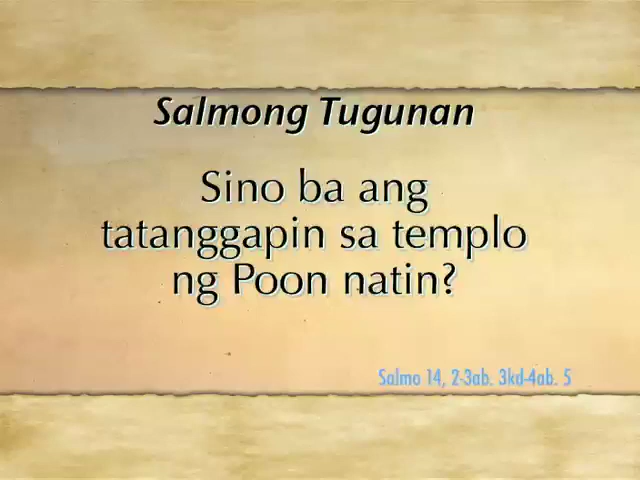 Salmong Tugunan
Sino ba ang
tatanggapin sa templo
ng Poon natin?
Salmo 14, 2-3ab. 3kd-4ab. 5